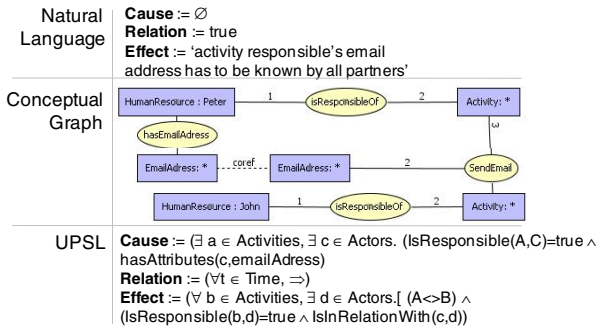 Natural Language
Cause := ∅
Relation := true
Effect := ‘activity responsible’s email
address has to be known by all partners’
Conceptual Graph
HumanResource : Peter 1 isResponsibleOf 2 Activity: *
hasEmailAdress 3
EmailAdress: * coref EmailAdress: * 2 SendEmail
HumanResource : John 1 isResponsibleOf 2 Activity: *
UPSL
Cause := (∃ a ∈ Activities, ∃ c ∈ Actors. (IsResponsible(A,C)=true ∧
hasAttributes(c,emailAdress)
Relation := (∀t ∈ Time, ⇒)
Effect := (∀ b ∈ Activities, ∃ d ∈ Actors.[ (A<>B) ∧
(IsResponsible(b,d)=true ∧ IsInRelationWith(c,d))